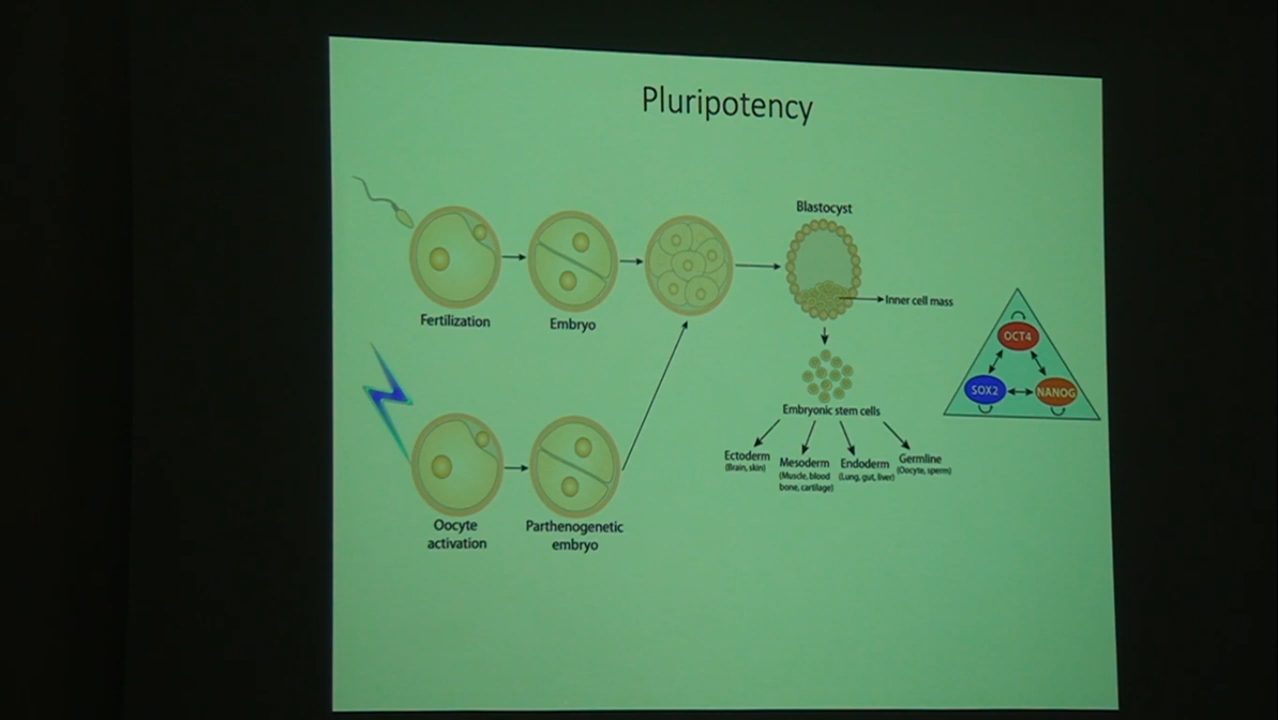 Pluripotency
Blastocyst
Inner cell mass
Fertilization
Embryo
OCT4
SOX2
NANOG
Embryonic stem cells
Ectoderm
(Brain, skin)
Mesoderm
(Muscle, blood
bone, cartilage)
Endoderm
(Lung, gut, liver)
Germline
(Oocyte, sperm)
Oocyte
activation
Parthenogenetic
embryo